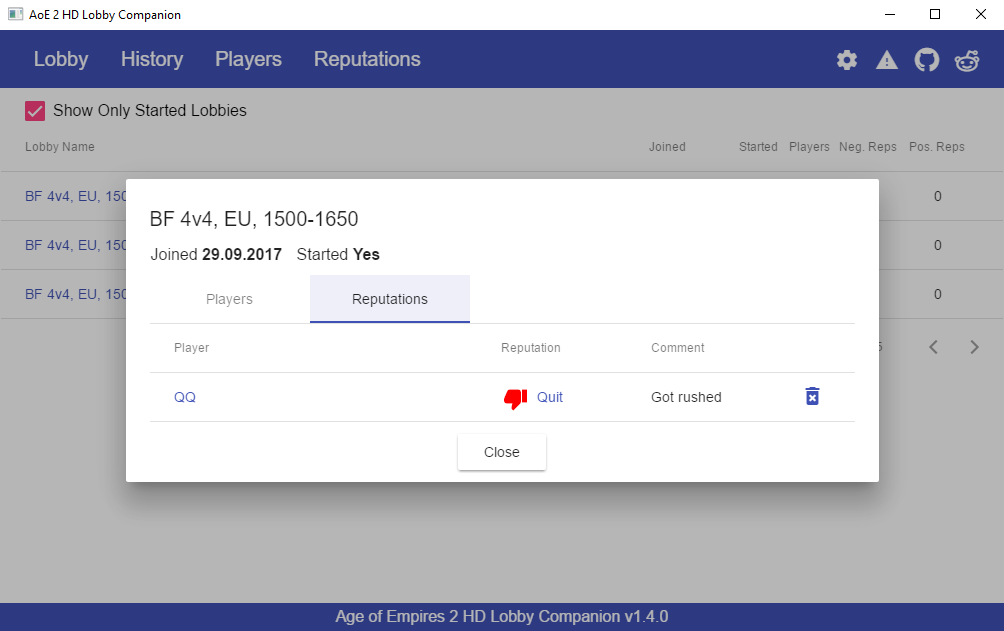 AoE 2 HD Lobby Companion
Lobby History Players Reputations
Show Only Started Lobbies
Lobby Name Joined Started Players Neg. Reps Pos. Reps
BF 4v4, EU, 150 0
BF 4v4, EU, 150 0
BF 4v4, EU, 150 0
5
BF 4v4, EU, 1500-1650
Joined 29.09.2017 Started Yes
Players Reputations
Player Reputation Comment
QQ Quit Got rushed
Close
Age of Empires 2 HD Lobby Companion v1.4.0